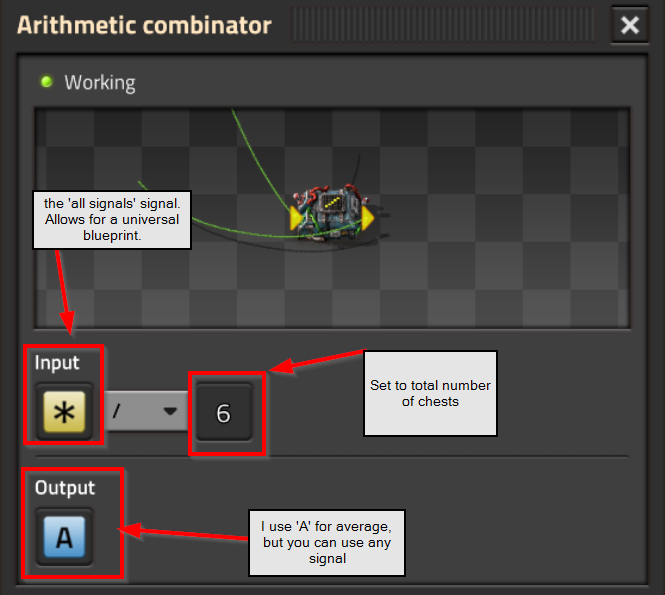 Arithmetic combinator
Working
the 'all signals' signal.
Allows for a universal
blueprint.
Input
* / 6
Set to total number
of chests
Output
A
I use 'A' for average,
but you can use any
signal